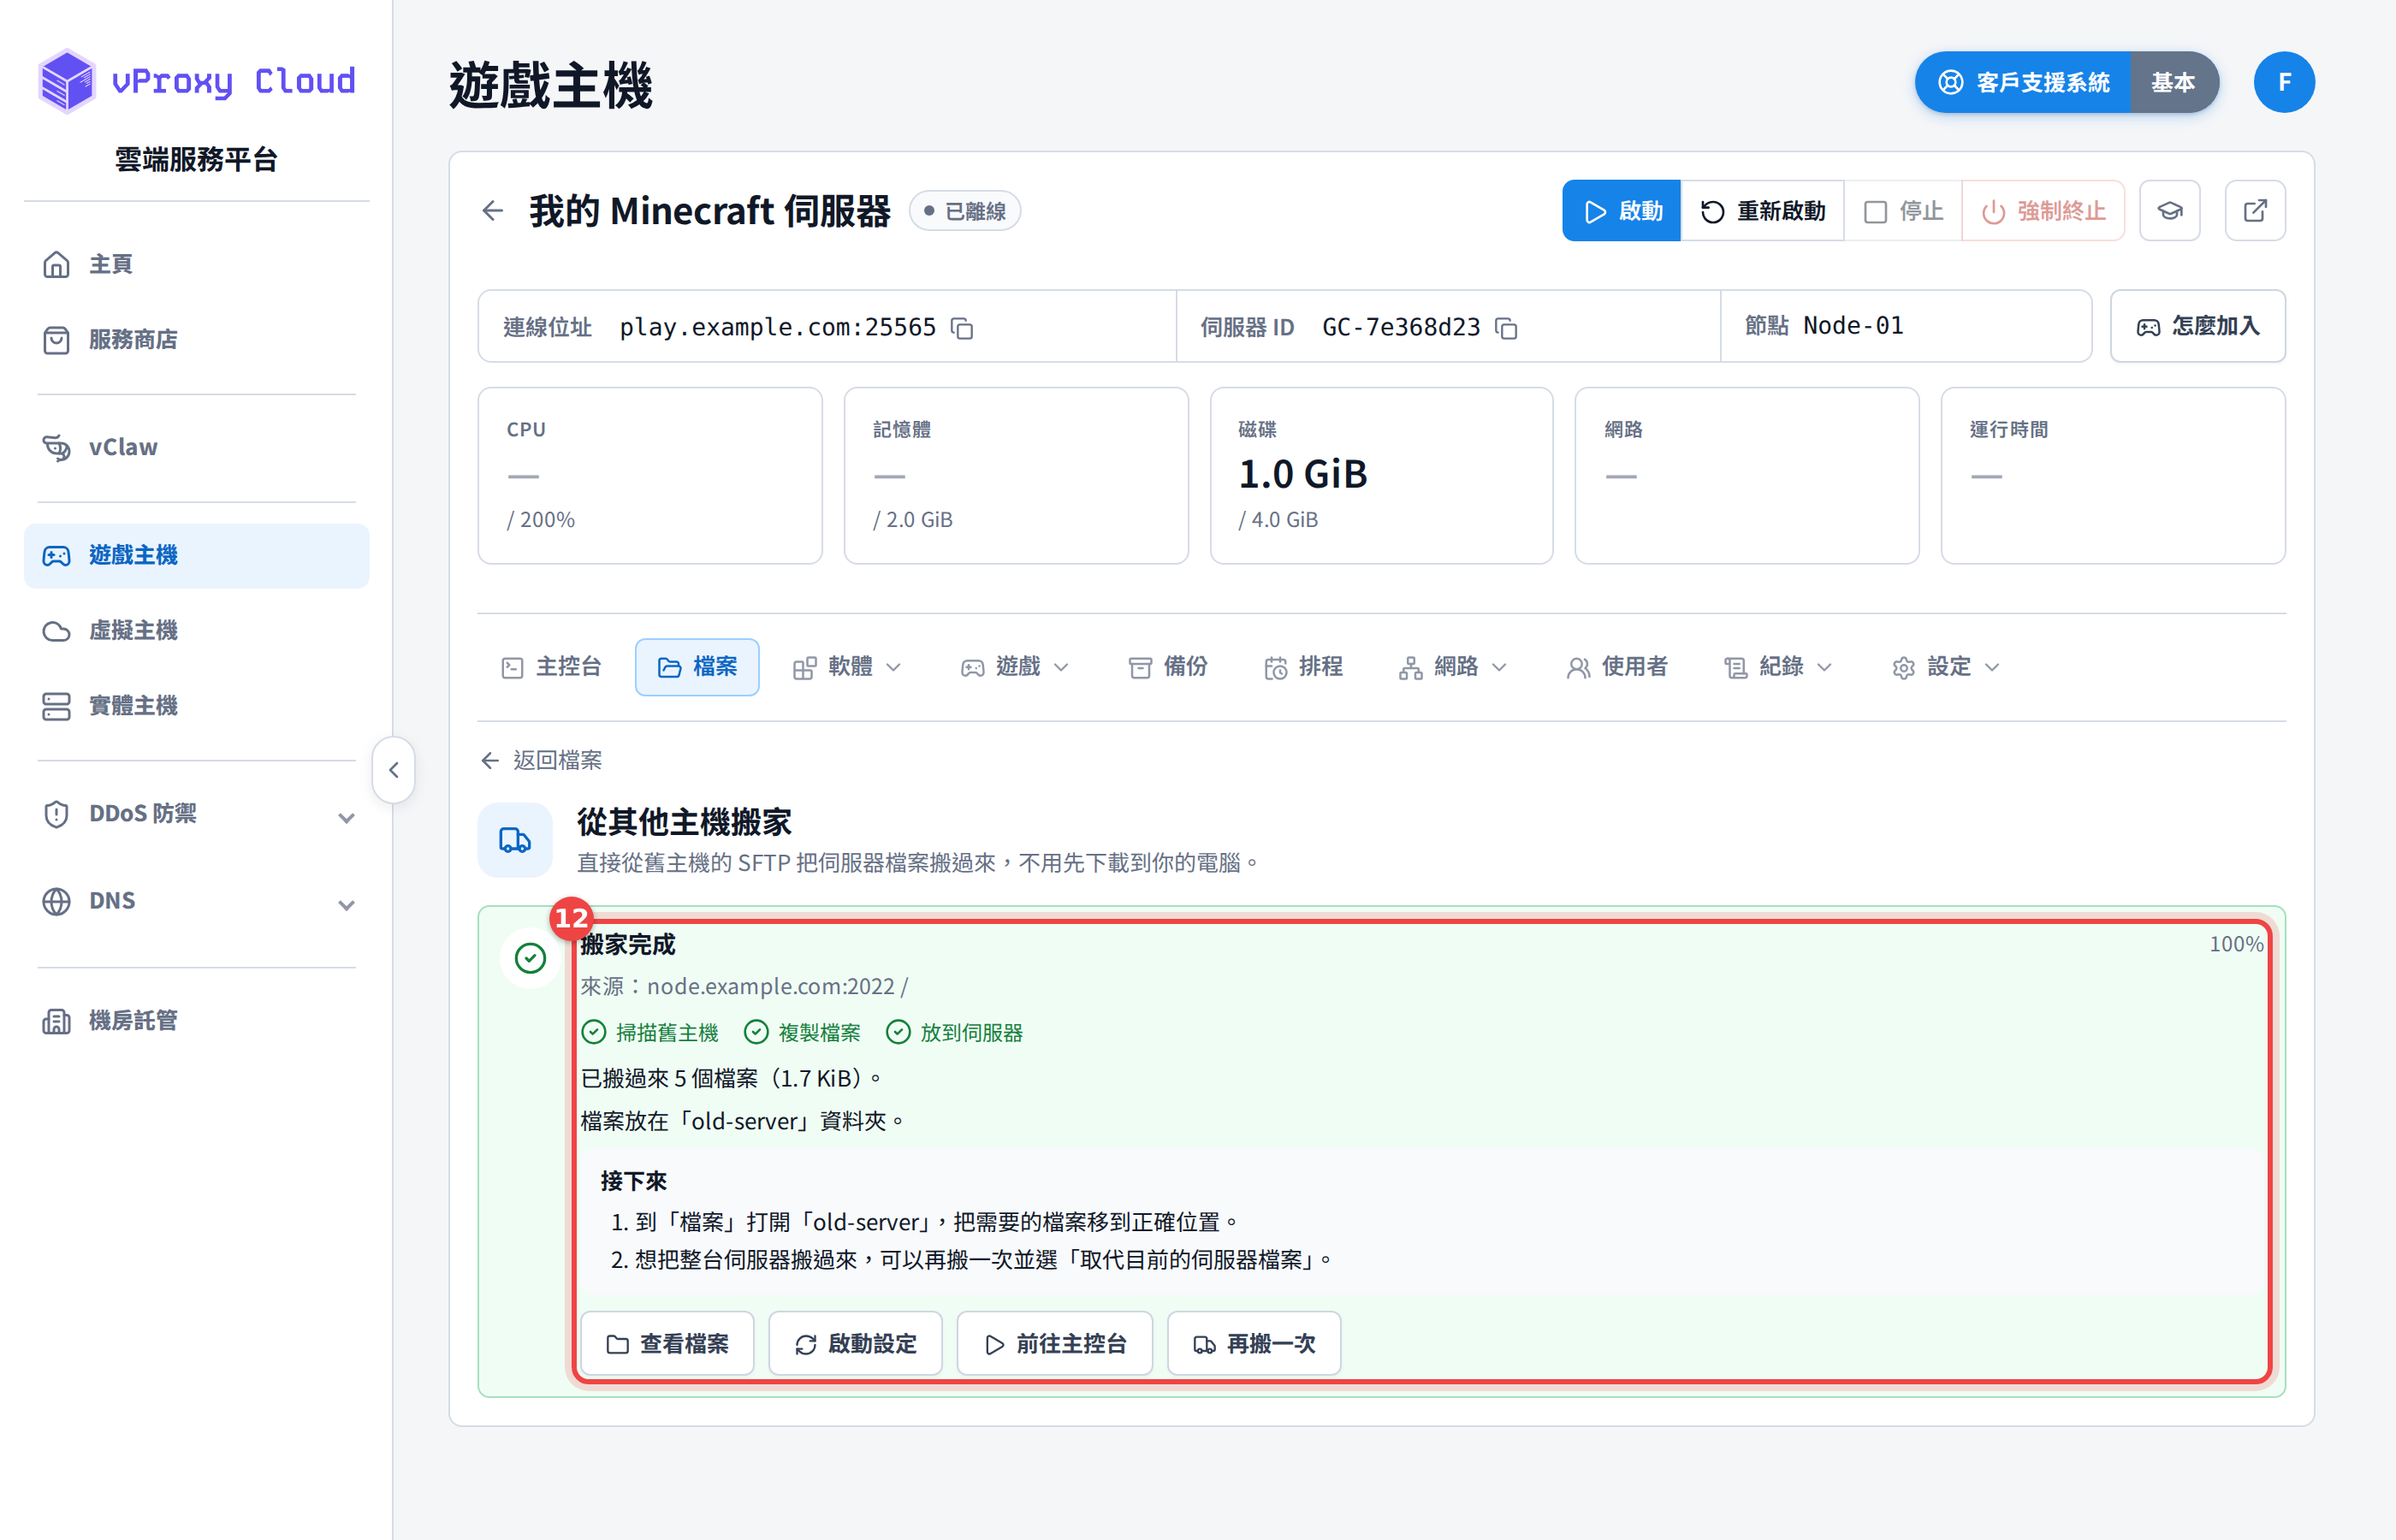 vProxy Cloud
雲端服務平台
主頁
服務商店
vClaw
遊戲主機
虛擬主機
實體主機
DDoS 防禦
DNS
機房託管
遊戲主機
客戶支援系統 基本
F
我的 Minecraft 伺服器 已離線
啟動 重新啟動 停止 強制終止
連線位址 play.example.com:25565 伺服器 ID GC-7e368d23 節點 Node-01 怎麼加入
CPU
—
/ 200%
記憶體
—
/ 2.0 GiB
磁碟
1.0 GiB
/ 4.0 GiB
網路
—
運行時間
—
主控台 檔案 軟體 遊戲 備份 排程 網路 使用者 紀錄 設定
返回檔案
從其他主機搬家
直接從舊主機的 SFTP 把伺服器檔案搬過來，不用先下載到你的電腦。
12
搬家完成 100%
來源：node.example.com:2022 /
掃描舊主機 複製檔案 放到伺服器
已搬過來 5 個檔案（1.7 KiB）。
檔案放在「old-server」資料夾。
接下來
1. 到「檔案」打開「old-server」，把需要的檔案移到正確位置。
2. 想把整台伺服器搬過來，可以再搬一次並選「取代目前的伺服器檔案」。
查看檔案 啟動設定 前往主控台 再搬一次